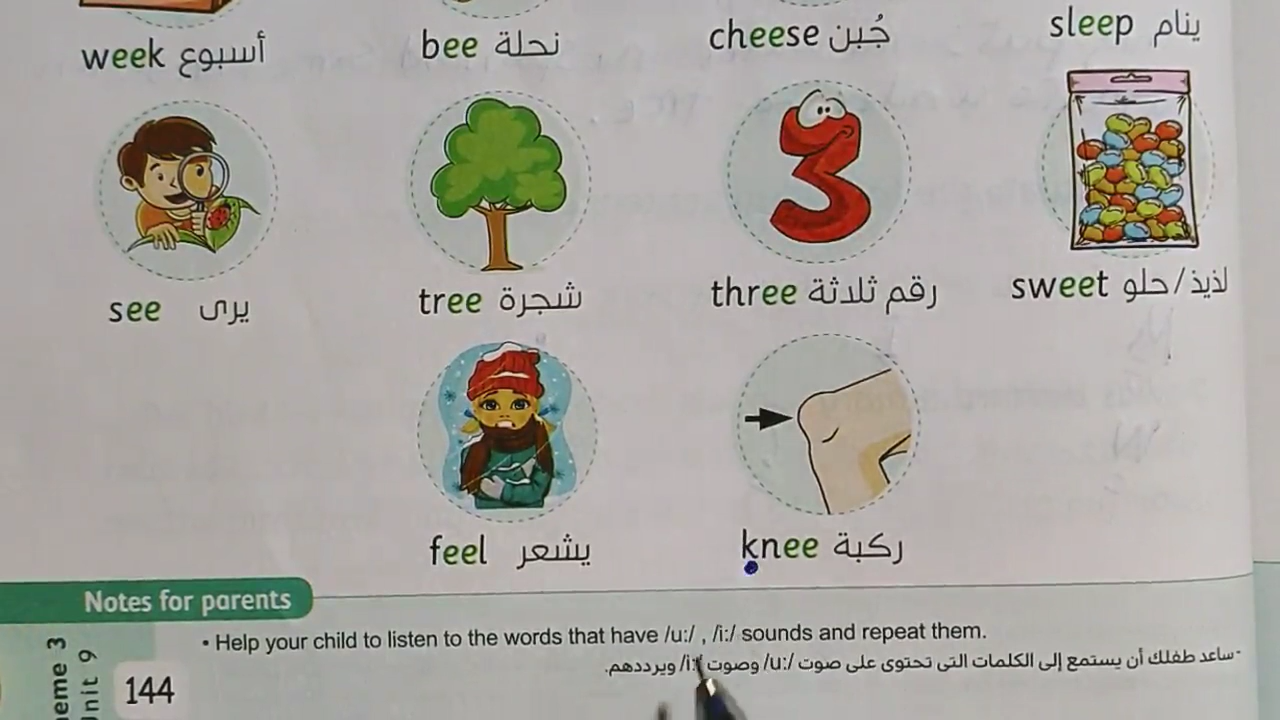 week أسبوع
bee نحلة
cheese جُبن
sleep ينام
see يرى
tree شجرة
three رقم ثلاثة
sweet لذيذ/حلو
feel يشعر
knee ركبة
Notes for parents
• Help your child to listen to the words that have /u:/ , /i:/ sounds and repeat them.
-ساعد طفلك أن يستمع إلى الكلمات التى تحتوى على صوت /u:/ وصوت /i:/ ويرددهم.
eme 3
Unit 9
144